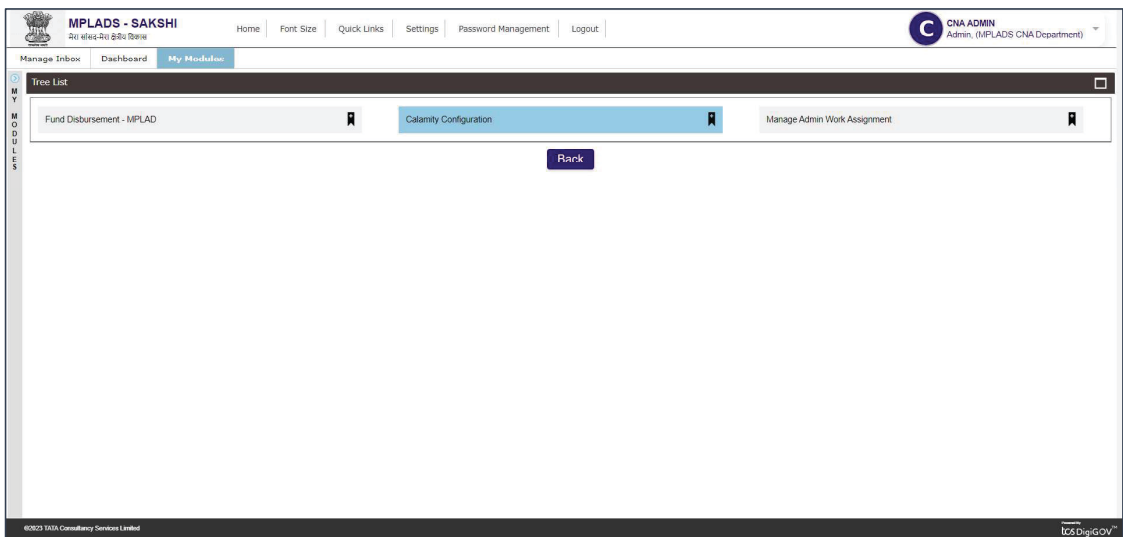 MPLADS - SAKSHI
मेरा सांसद-मेरा क्षेत्रीय विकास
Home
Font Size
Quick Links
Settings
Password Management
Logout
C
CNA ADMIN
Admin, (MPLADS CNA Department)
Manage Inbox
Dashboard
My Modules
MY MODULES
Tree List
Fund Disbursement - MPLAD
Calamity Configuration
Manage Admin Work Assignment
Back
©2023 TATA Consultancy Services Limited
Powered By
tcs DigiGOV™